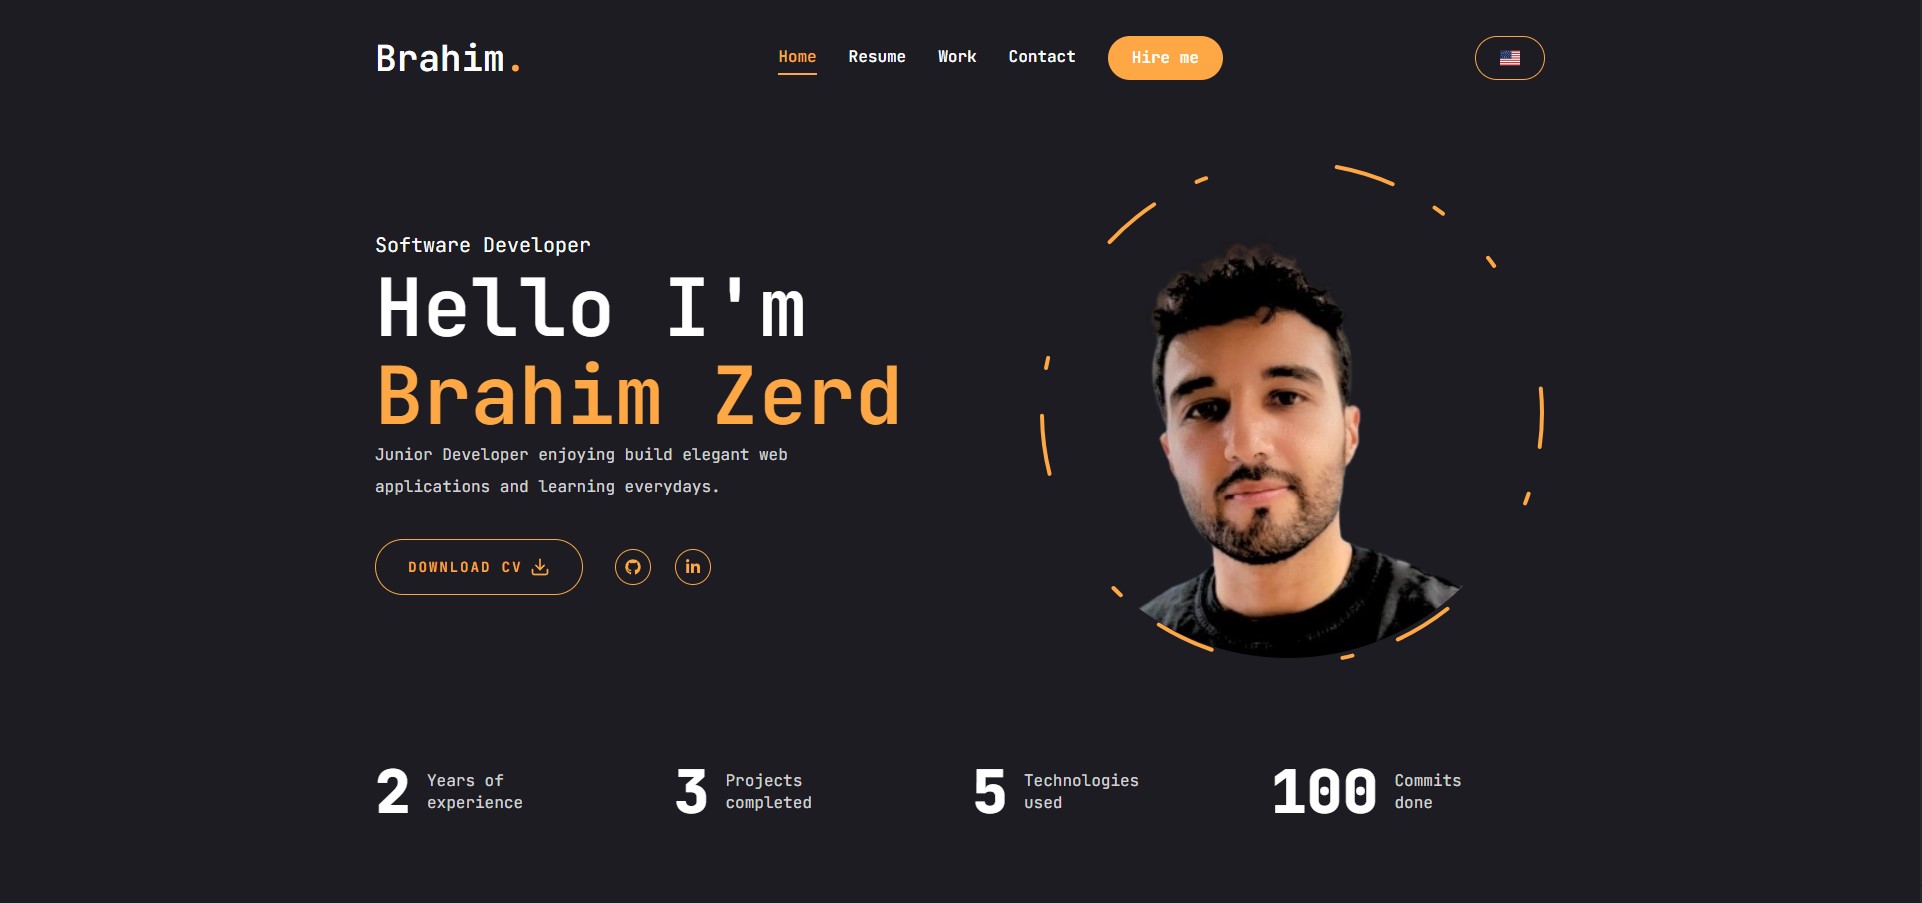 Brahim.
Home Resume Work Contact Hire me
Software Developer
Hello I'm
Brahim Zerd
Junior Developer enjoying build elegant web
applications and learning everydays.
DOWNLOAD CV
in
2 Years of
experience
3 Projects
completed
5 Technologies
used
100 Commits
done